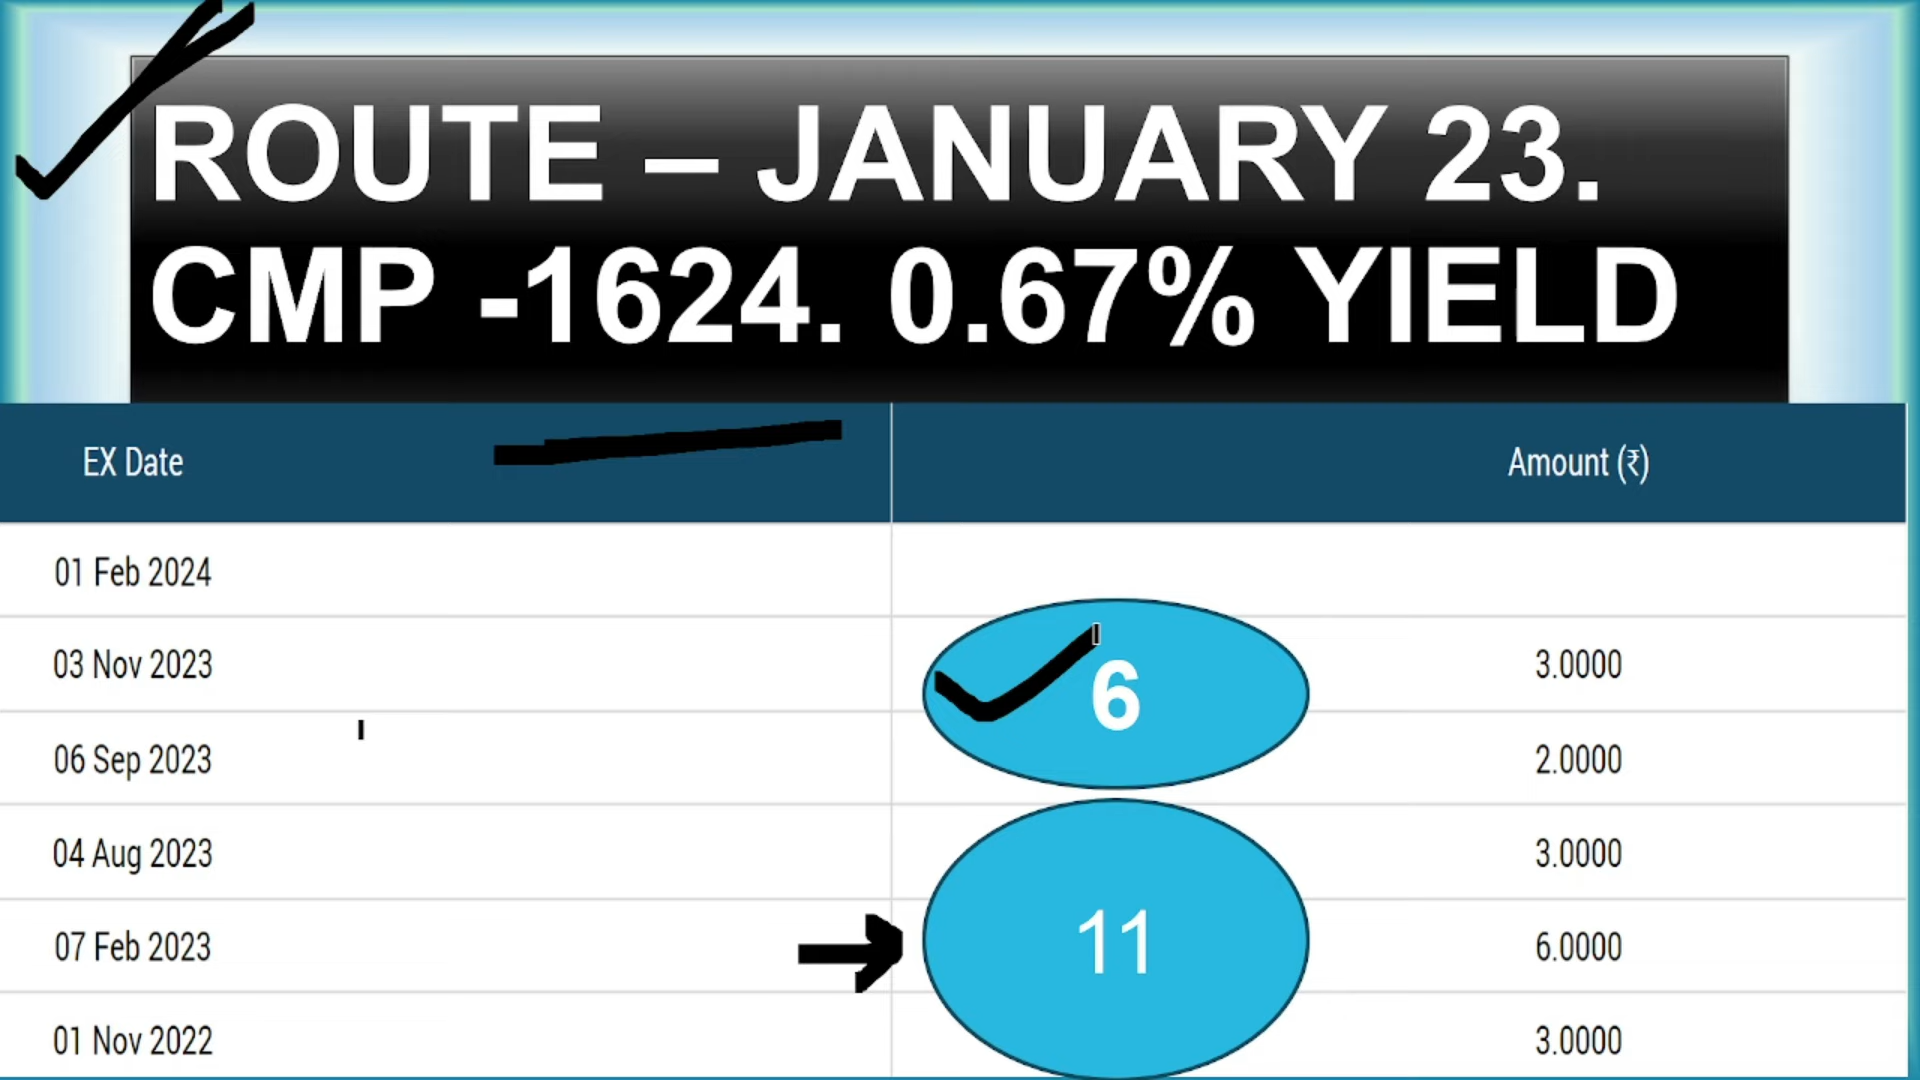 ROUTE – JANUARY 23.
CMP -1624. 0.67% YIELD
EX Date Amount (₹)
01 Feb 2024
03 Nov 2023 3.0000
6
06 Sep 2023 2.0000
04 Aug 2023 3.0000
07 Feb 2023 11 6.0000
01 Nov 2022 3.0000